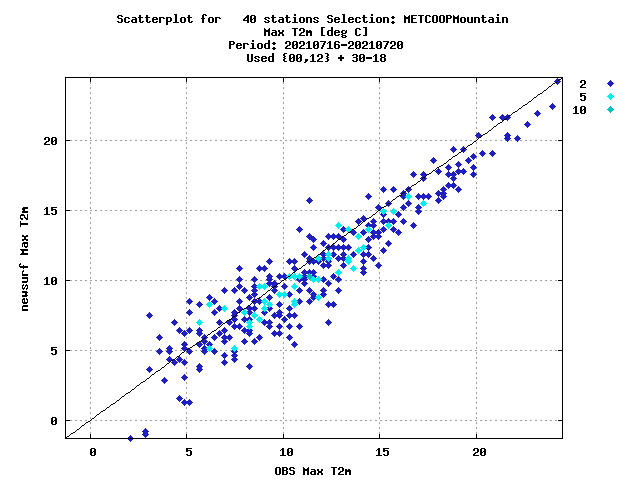 Scatterplot for   40 stations Selection: METCOOPMountain
Max T2m [deg C]
Period: 20210716-20210720
Used {00,12} + 30-18
2
5
10
20
15
10
5
0
newsurf Max T2m
0 5 10 15 20
OBS Max T2m